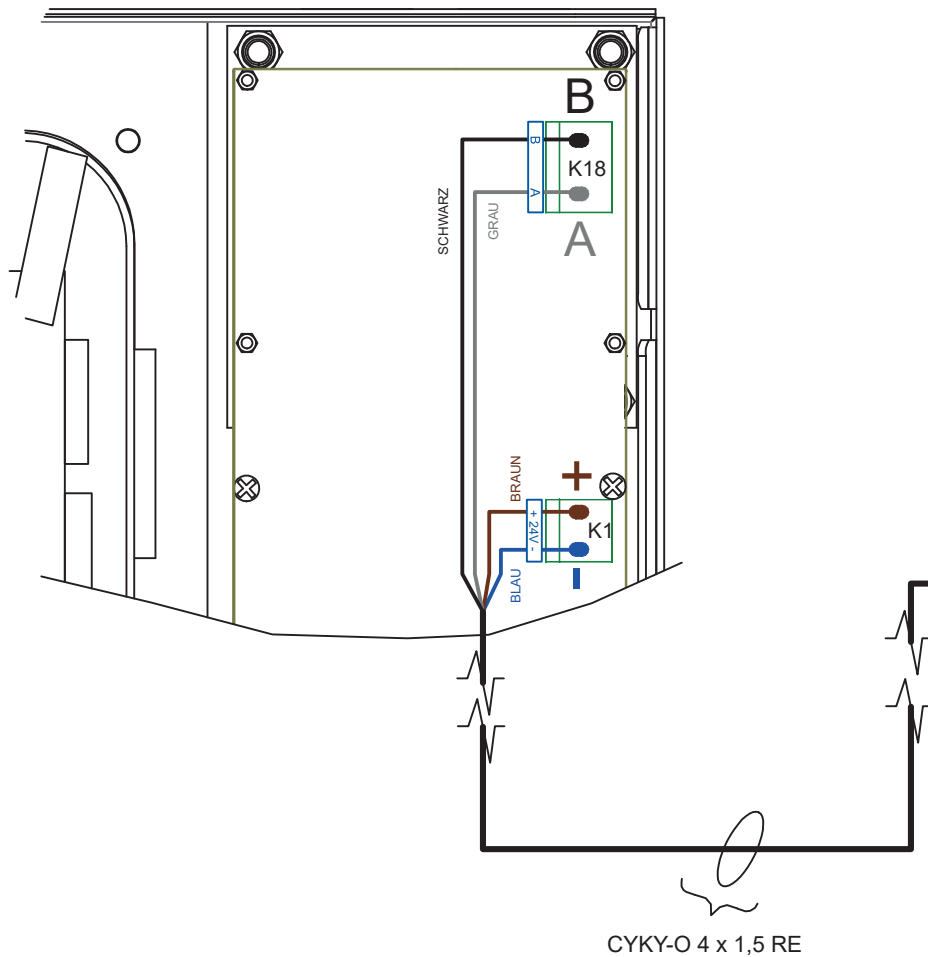 B
B
K18
A
A
SCHWARZ
GRAU
BRAUN
+
+ 24V -
K1
-
BLAU
CYKY-O 4 x 1,5 RE